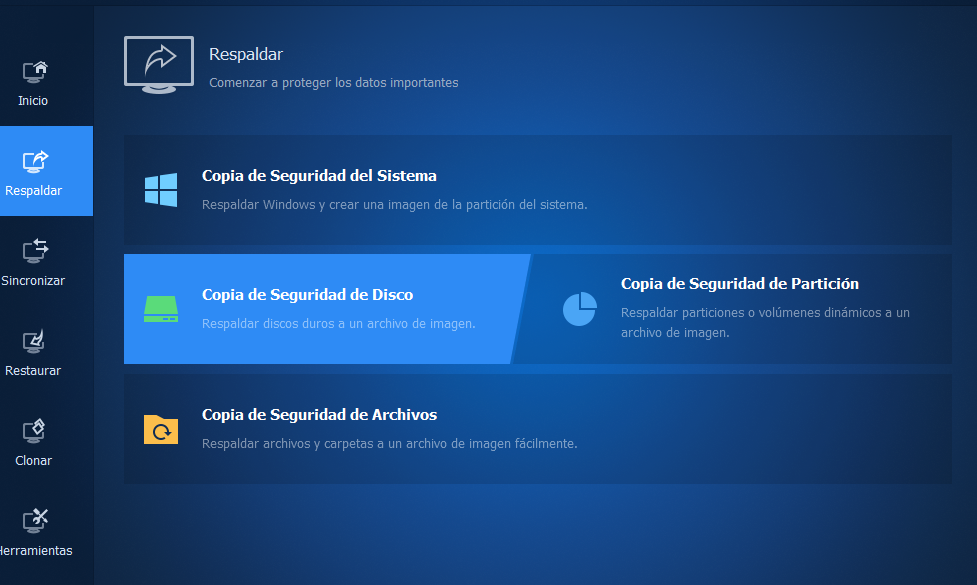 Respaldar
Comenzar a proteger los datos importantes
Inicio
Respaldar
Sincronizar
Restaurar
Clonar
Herramientas
Copia de Seguridad del Sistema
Respaldar Windows y crear una imagen de la partición del sistema.
Copia de Seguridad de Disco
Respaldar discos duros a un archivo de imagen.
Copia de Seguridad de Partición
Respaldar particiones o volúmenes dinámicos a un
archivo de imagen.
Copia de Seguridad de Archivos
Respaldar archivos y carpetas a un archivo de imagen fácilmente.